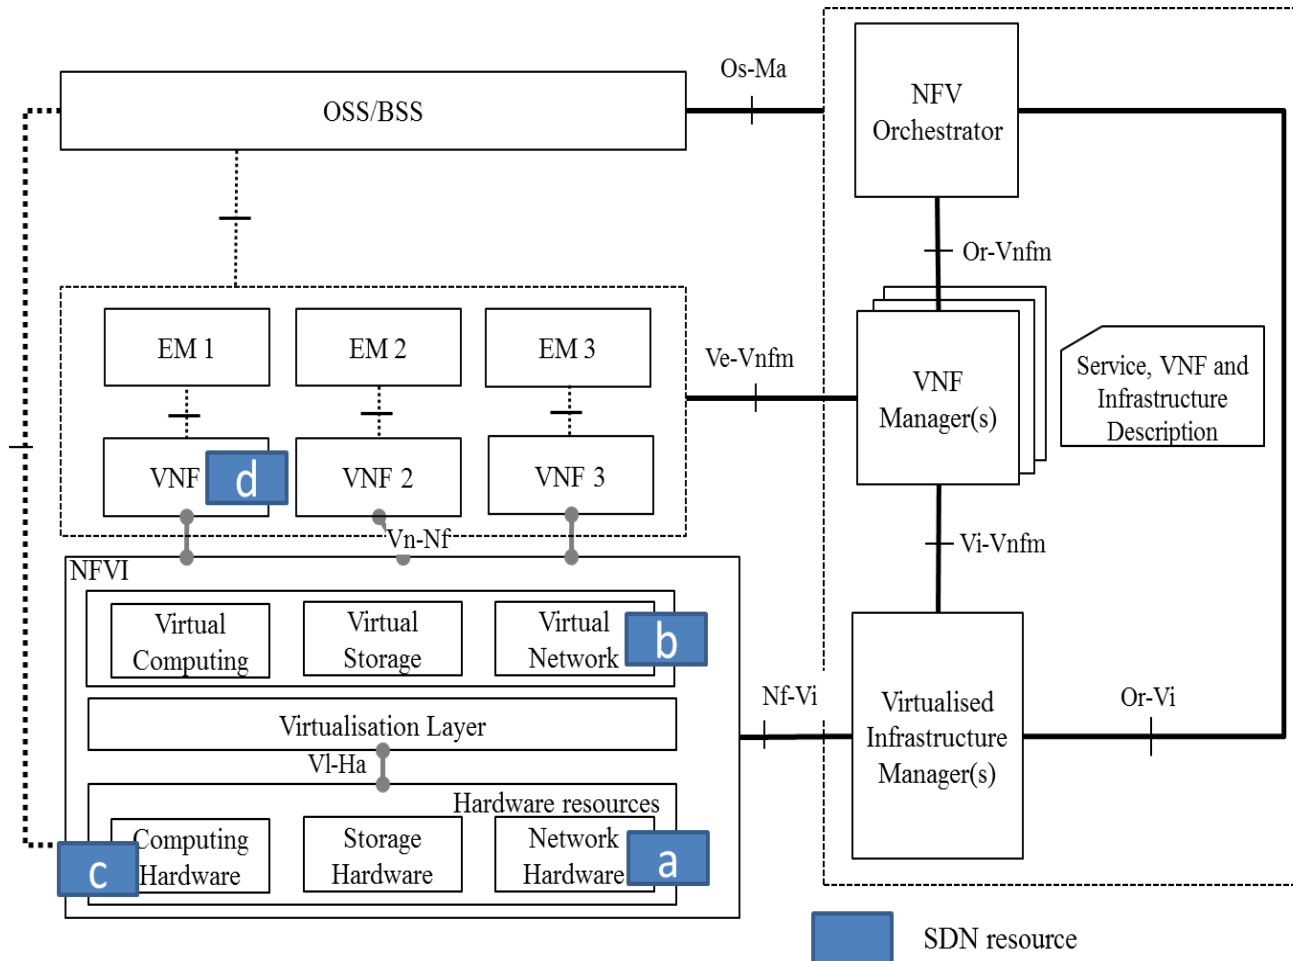 Os-Ma
NFV
Orchestrator
OSS/BSS
Or-Vnfm
EM 1
EM 2
EM 3
Ve-Vnfm
VNF
Manager(s)
Service, VNF and
Infrastructure
Description
VNF
d
VNF 2
VNF 3
Vn-Nf
Vi-Vnfm
NFVI
Virtual
Computing
Virtual
Storage
Virtual
Network
b
Nf-Vi
Virtualised
Infrastructure
Manager(s)
Or-Vi
Virtualisation Layer
Vl-Ha
Hardware resources
Computing
Hardware
c
Storage
Hardware
Network
Hardware
a
SDN resource